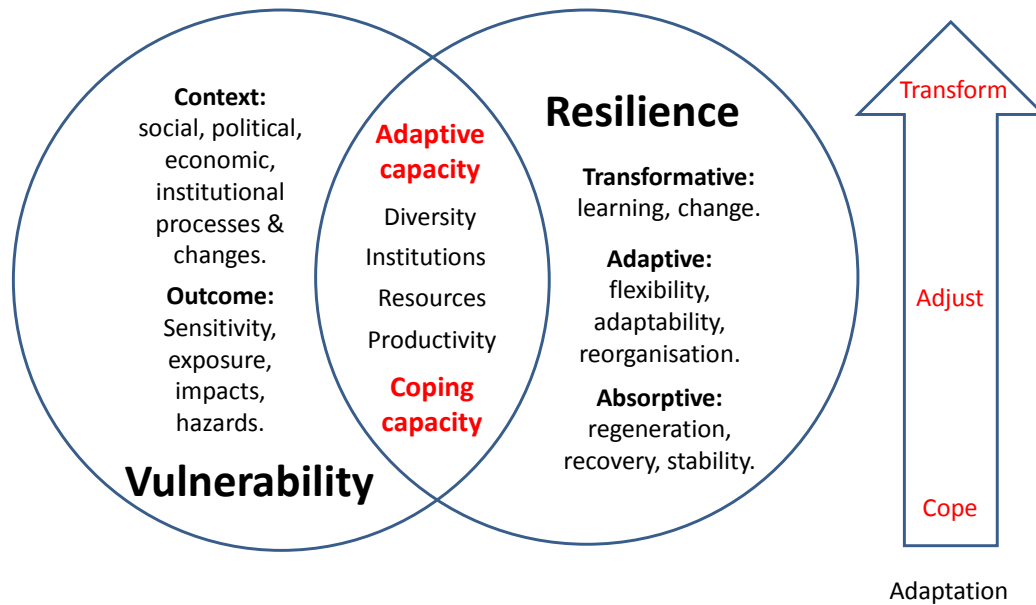 Context:
social, political,
economic,
institutional
processes &
changes.
Outcome:
Sensitivity,
exposure,
impacts,
hazards.
Vulnerability
Adaptive
capacity
Diversity
Institutions
Resources
Productivity
Coping
capacity
Resilience
Transformative:
learning, change.
Adaptive:
flexibility,
adaptability,
reorganisation.
Absorptive:
regeneration,
recovery, stability.
Transform
Adjust
Cope
Adaptation